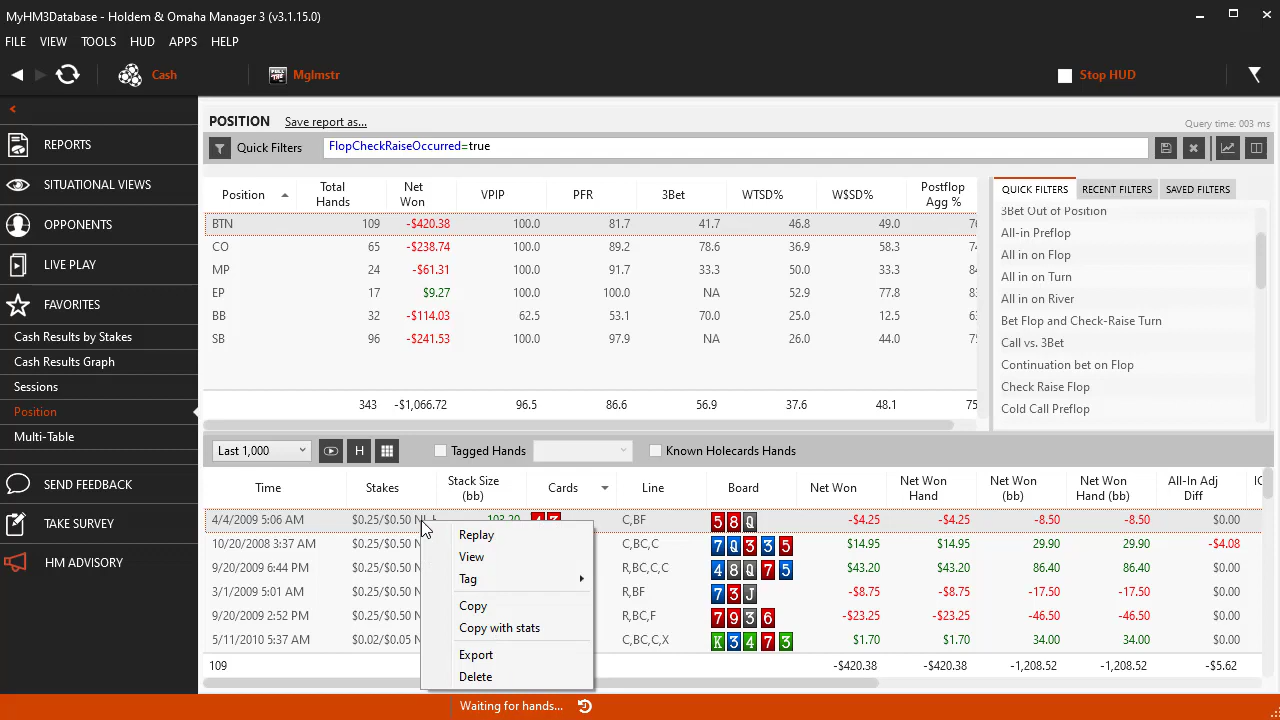 MyHM3Database - Holdem & Omaha Manager 3 (v3.1.15.0)
FILE VIEW TOOLS HUD APPS HELP
Cash Mglmstr Stop HUD
POSITION Save report as... Query time: 003 ms
Quick Filters FlopCheckRaiseOccurred=true
REPORTS
SITUATIONAL VIEWS
OPPONENTS
LIVE PLAY
FAVORITES
Cash Results by Stakes
Cash Results Graph
Sessions
Position
Multi-Table
SEND FEEDBACK
TAKE SURVEY
HM ADVISORY
Position Total Hands Net Won VPIP PFR 3Bet WTSD% W$SD% Postflop Agg %
BTN 109 -$420.38 100.0 81.7 41.7 46.8 49.0
CO 65 -$238.74 100.0 89.2 78.6 36.9 58.3
MP 24 -$61.31 100.0 91.7 33.3 50.0 33.3
EP 17 $9.27 100.0 100.0 NA 52.9 77.8
BB 32 -$114.03 62.5 53.1 70.0 25.0 12.5
SB 96 -$241.53 100.0 97.9 NA 26.0 44.0
343 -$1,066.72 96.5 86.6 56.9 37.6 48.1 75
QUICK FILTERS RECENT FILTERS SAVED FILTERS
3Bet Out of Position
All-in Preflop
All in on Flop
All in on Turn
All in on River
Bet Flop and Check-Raise Turn
Call vs. 3Bet
Continuation bet on Flop
Check Raise Flop
Cold Call Preflop
Last 1,000 H Tagged Hands Known Holecards Hands
Time Stakes Stack Size (bb) Cards Line Board Net Won Net Won Hand Net Won (bb) Net Won Hand (bb) All-In Adj Diff
4/4/2009 5:06 AM $0.25/$0.50 103.20 C,BF 5 8 Q -$4.25 -$4.25 -8.50 -8.50 $0.00
10/20/2008 3:37 AM $0.25/$0.50 C,BC,C 7 Q 3 3 5 $14.95 $14.95 29.90 29.90 -$4.08
9/20/2009 6:44 PM $0.25/$0.50 R,BC,C,C 4 8 Q 7 5 $43.20 $43.20 86.40 86.40 $0.00
3/1/2009 5:01 AM $0.25/$0.50 R,BF 7 3 J -$8.75 -$8.75 -17.50 -17.50 $0.00
9/20/2009 2:52 PM $0.25/$0.50 R,BC,F 7 9 3 6 -$23.25 -$23.25 -46.50 -46.50 $0.00
5/11/2010 5:37 AM $0.02/$0.05 C,BC,C,X K 3 4 7 3 $1.70 $1.70 34.00 34.00 $0.00
109 -$420.38 -$420.38 -1,208.52 -1,208.52 -$5.62
Replay
View
Tag
Copy
Copy with stats
Export
Delete
Waiting for hands...